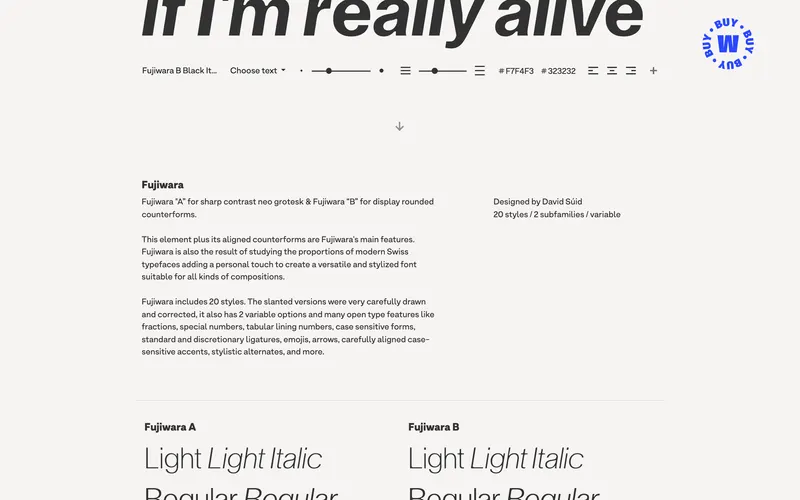 If I'm really alive
BUY • BUY • BUY • BUY •
W
Fujiwara B Black It...
Choose text
#F7F4F3 #323232
Fujiwara
Fujiwara "A" for sharp contrast neo grotesk & Fujiwara "B" for display rounded
counterforms.
This element plus its aligned counterforms are Fujiwara's main features.
Fujiwara is also the result of studying the proportions of modern Swiss
typefaces adding a personal touch to create a versatile and stylized font
suitable for all kinds of compositions.
Fujiwara includes 20 styles. The slanted versions were very carefully drawn
and corrected, it also has 2 variable options and many open type features like
fractions, special numbers, tabular lining numbers, case sensitive forms,
standard and discretionary ligatures, emojis, arrows, carefully aligned case-
sensitive accents, stylistic alternates, and more.
Designed by David Súid
20 styles / 2 subfamilies / variable
Fujiwara A
Light Light Italic
Regular Regular
Fujiwara B
Light Light Italic
Regular Regular